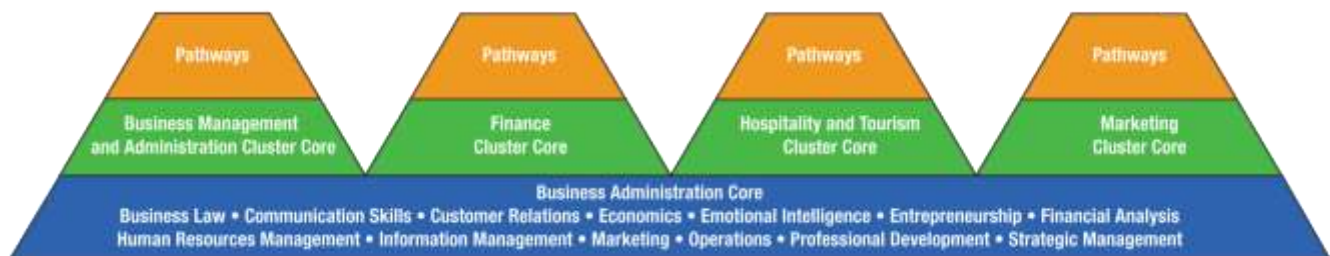 Pathways
Pathways
Pathways
Pathways
Business Management
and Administration Cluster Core
Finance
Cluster Core
Hospitality and Tourism
Cluster Core
Marketing
Cluster Core
Business Administration Core
Business Law • Communication Skills • Customer Relations • Economics • Emotional Intelligence • Entrepreneurship • Financial Analysis
Human Resources Management • Information Management • Marketing • Operations • Professional Development • Strategic Management